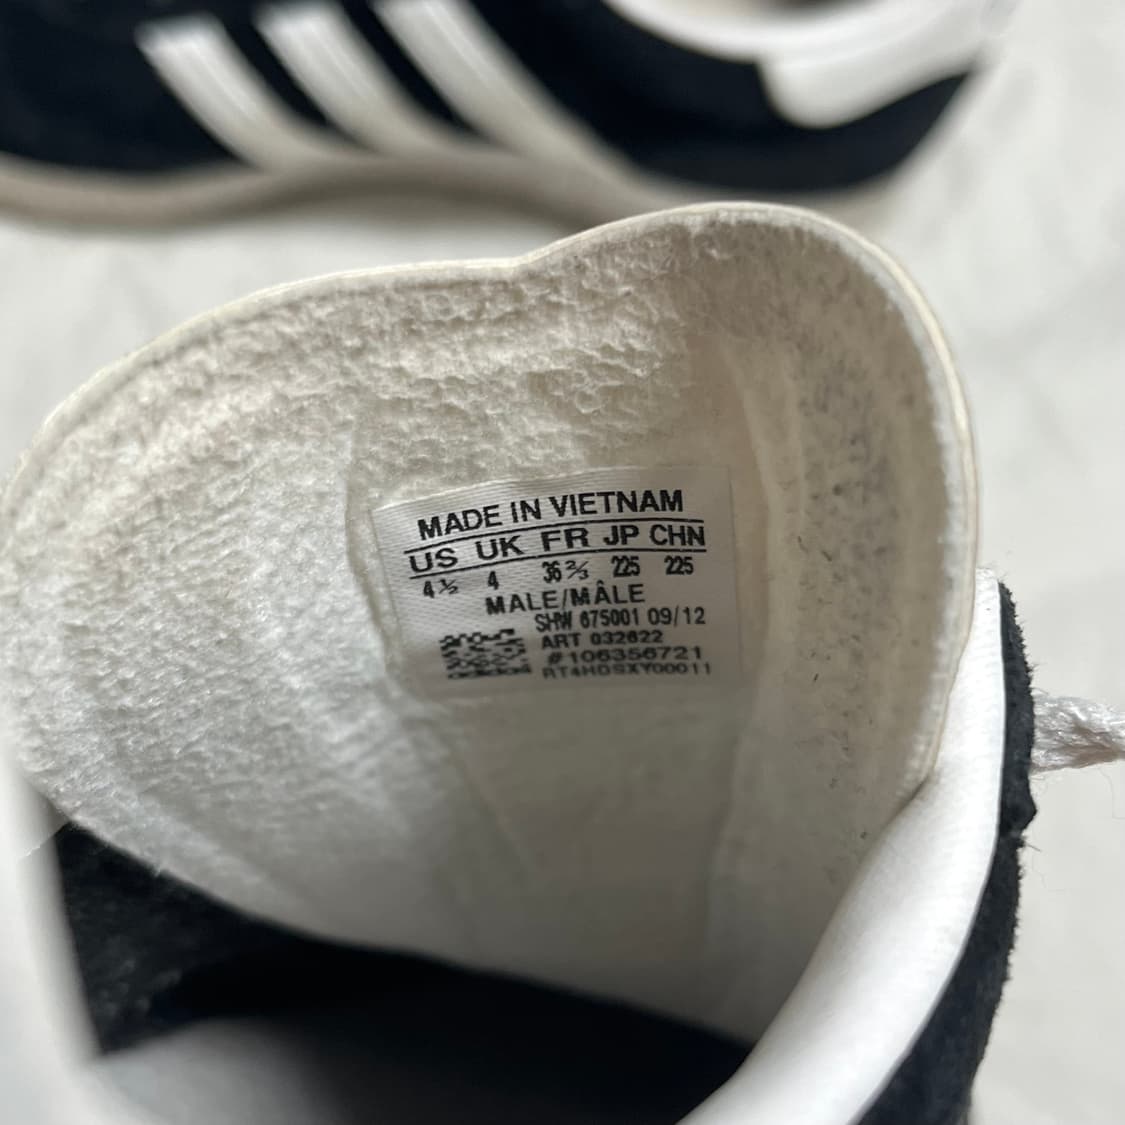 MADE IN VIETNAM
US UK FR JP CHN
4½ 4 36⅔ 225 225
MALE/MÂLE
SHW 675001 09/12
ART 032622
#106356721
RT4HDSXY00011